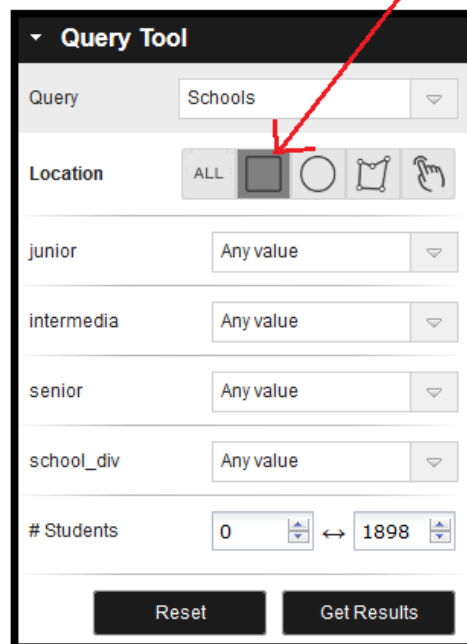 Query Tool
Query Schools
Location ALL
junior Any value
intermedia Any value
senior Any value
school_div Any value
# Students 0 ↔ 1898
Reset Get Results